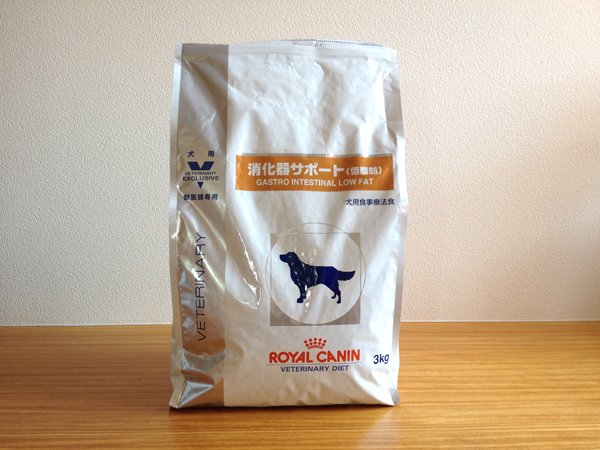 犬 用
VETERINARY
EXCLUSIVE
獣医師専用
VETERINARY
消化器サポート(低脂肪)
GASTRO INTESTINAL LOW FAT
犬用食事療法食
ROYAL CANIN
VETERINARY DIET
3kg